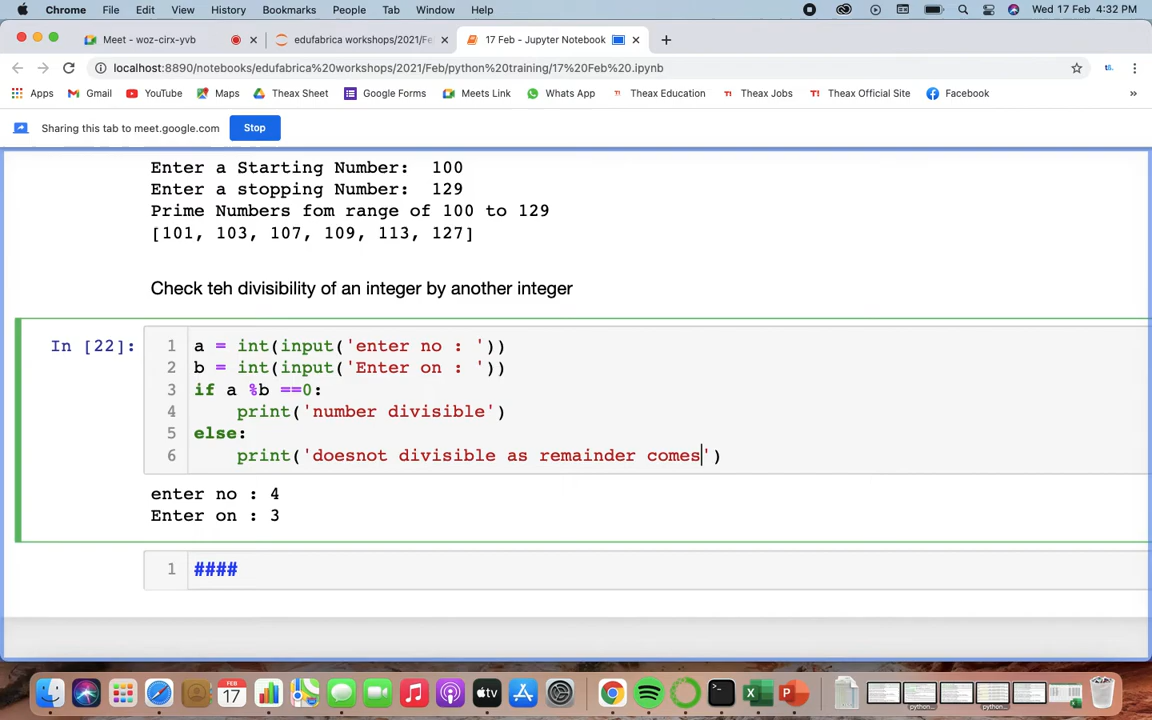 Chrome File Edit View History Bookmarks People Tab Window Help Wed 17 Feb 4:32 PM
Meet - woz-cirx-yvb edufabrica workshops/2021/Fe 17 Feb - Jupyter Notebook
localhost:8890/notebooks/edufabrica%20workshops/2021/Feb/python%20training/17%20Feb%20.ipynb
Apps Gmail YouTube Maps Theax Sheet Google Forms Meets Link Whats App Theax Education Theax Jobs Theax Official Site Facebook »
Sharing this tab to meet.google.com Stop
Enter a Starting Number: 100
Enter a stopping Number: 129
Prime Numbers fom range of 100 to 129
[101, 103, 107, 109, 113, 127]
Check teh divisibility of an integer by another integer
In [22]: 1 a = int(input('enter no : '))
2 b = int(input('Enter on : '))
3 if a %b ==0:
4 print('number divisible')
5 else:
6 print('doesnot divisible as remainder comes')
enter no : 4
Enter on : 3
1 ####
FEB
17
tv
python
python